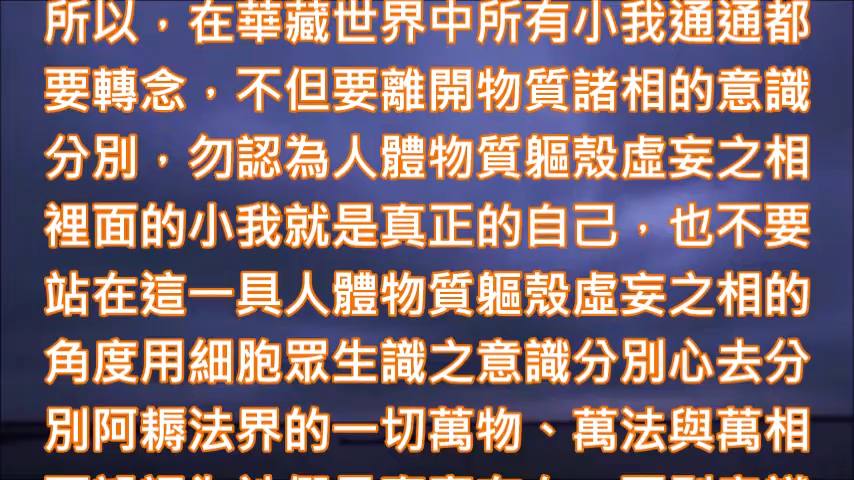 所以，在華藏世界中所有小我通通都
要轉念，不但要離開物質諸相的意識
分別，勿認為人體物質軀殼虛妄之相
裡面的小我就是真正的自己，也不要
站在這一具人體物質軀殼虛妄之相的
角度用細胞眾生識之意識分別心去分
別阿耨法界的一切萬物、萬法與萬相